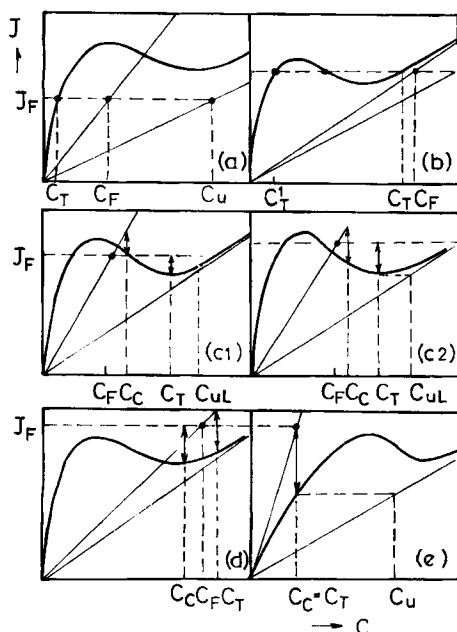 J
J_F
(a)
(b)
C_T C_F C_u
C_T^1 C_T C_F
J_F
(c1)
(c2)
C_F C_C C_T C_uL
C_F C_C C_T C_uL
J_F
(d)
(e)
C_C C_F C_T
C_C=C_T C_u
C